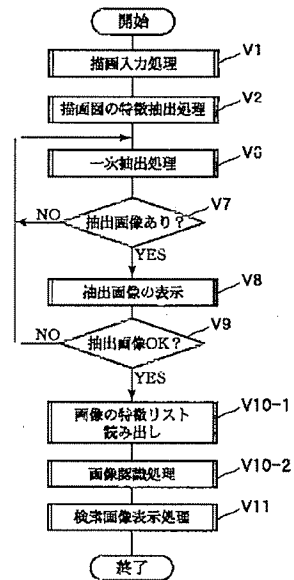 開始
描画入力処理 V1
描画図の特徴抽出処理 V2
一次抽出処理 V6
抽出画像あり? V7
NO
YES
抽出画像の表示 V8
抽出画像OK? V9
NO
YES
画像の特徴リスト
読み出し V10-1
画像認識処理 V10-2
検索画像表示処理 V11
終了